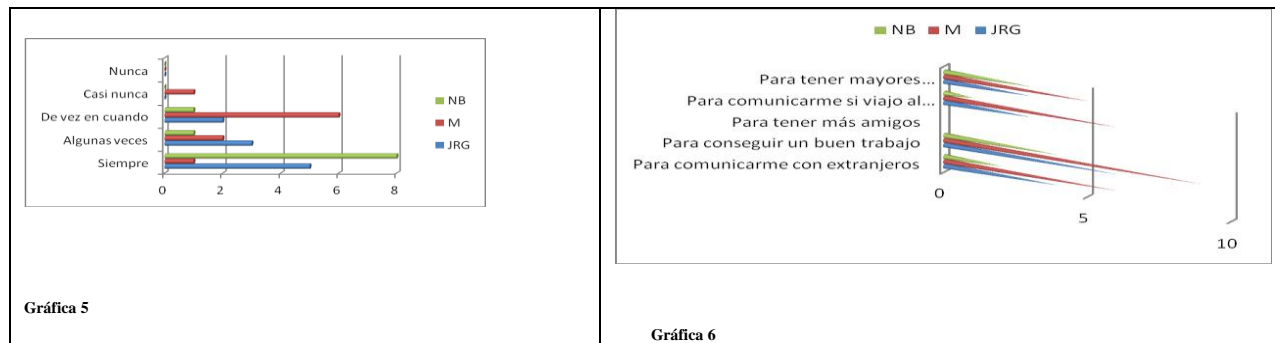 Nunca
Casi nunca
De vez en cuando
Algunas veces
Siempre
0 2 4 6 8
NB
M
JRG
Gráfica 5
NB M JRG
Para tener mayores...
Para comunicarme si viajo al...
Para tener más amigos
Para conseguir un buen trabajo
Para comunicarme con extranjeros
0
5
10
Gráfica 6